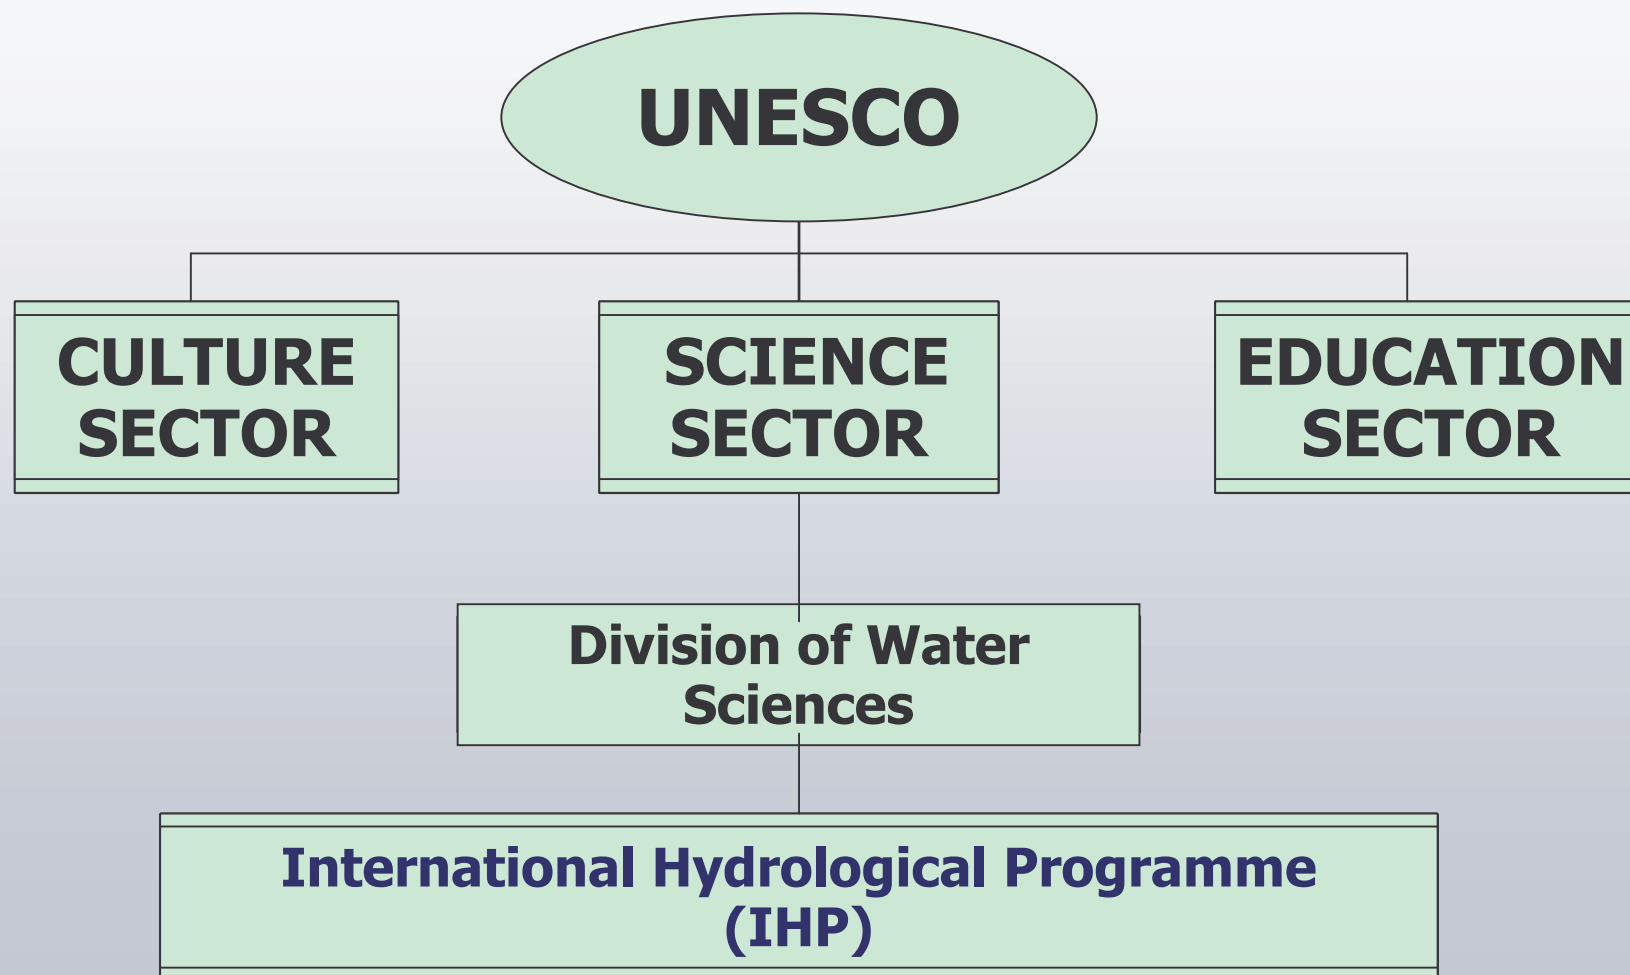 UNESCO
CULTURE
SECTOR
SCIENCE
SECTOR
EDUCATION
SECTOR
Division of Water
Sciences
International Hydrological Programme
(IHP)